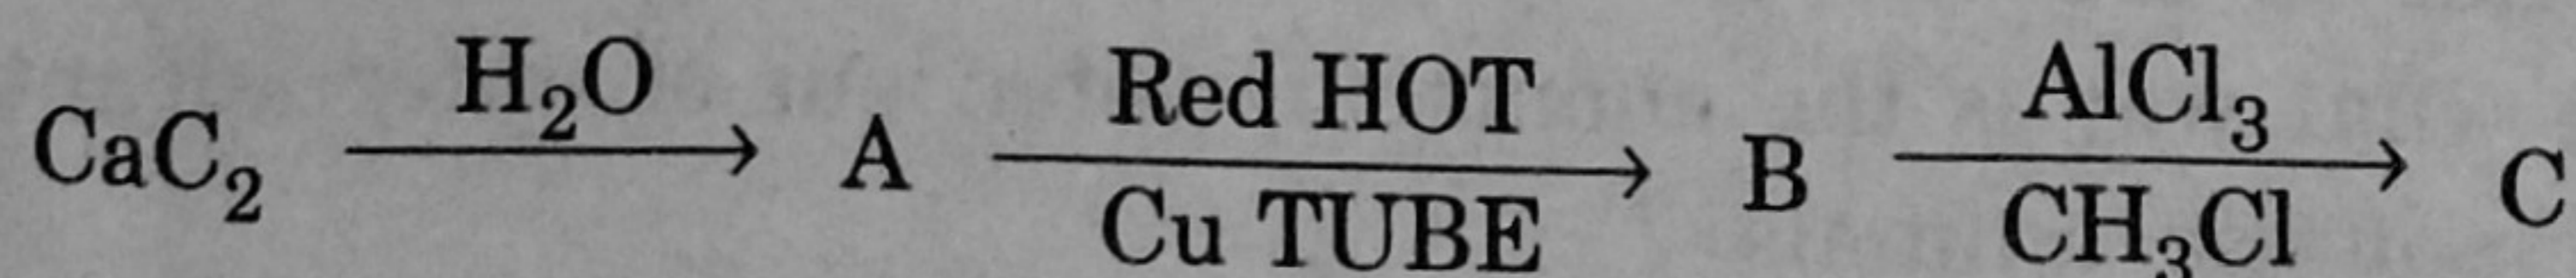 CaC₂ —H₂O→ A —Red HOT / Cu TUBE→ B —AlCl₃ / CH₃Cl→ C